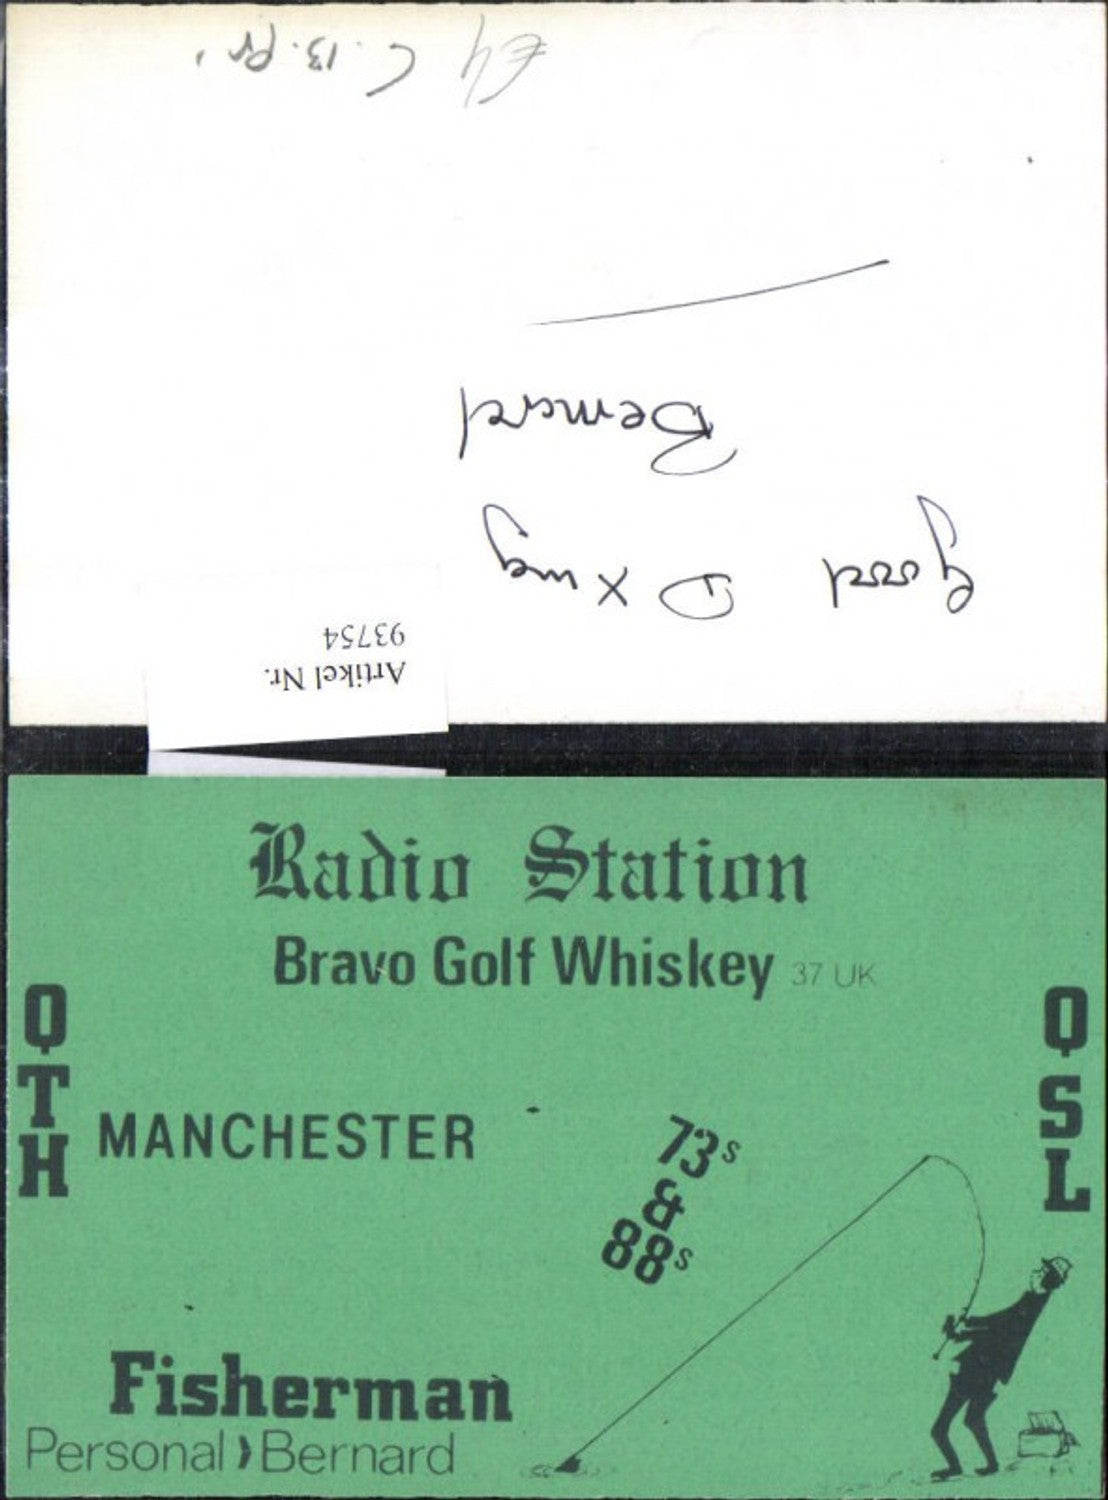 Artikel Nr.
93754
good DXing
Bernard
Radio Station
Bravo Golf Whiskey 37 UK
QTH
MANCHESTER
QSL
73s
&
88s
Fisherman
Personal Bernard